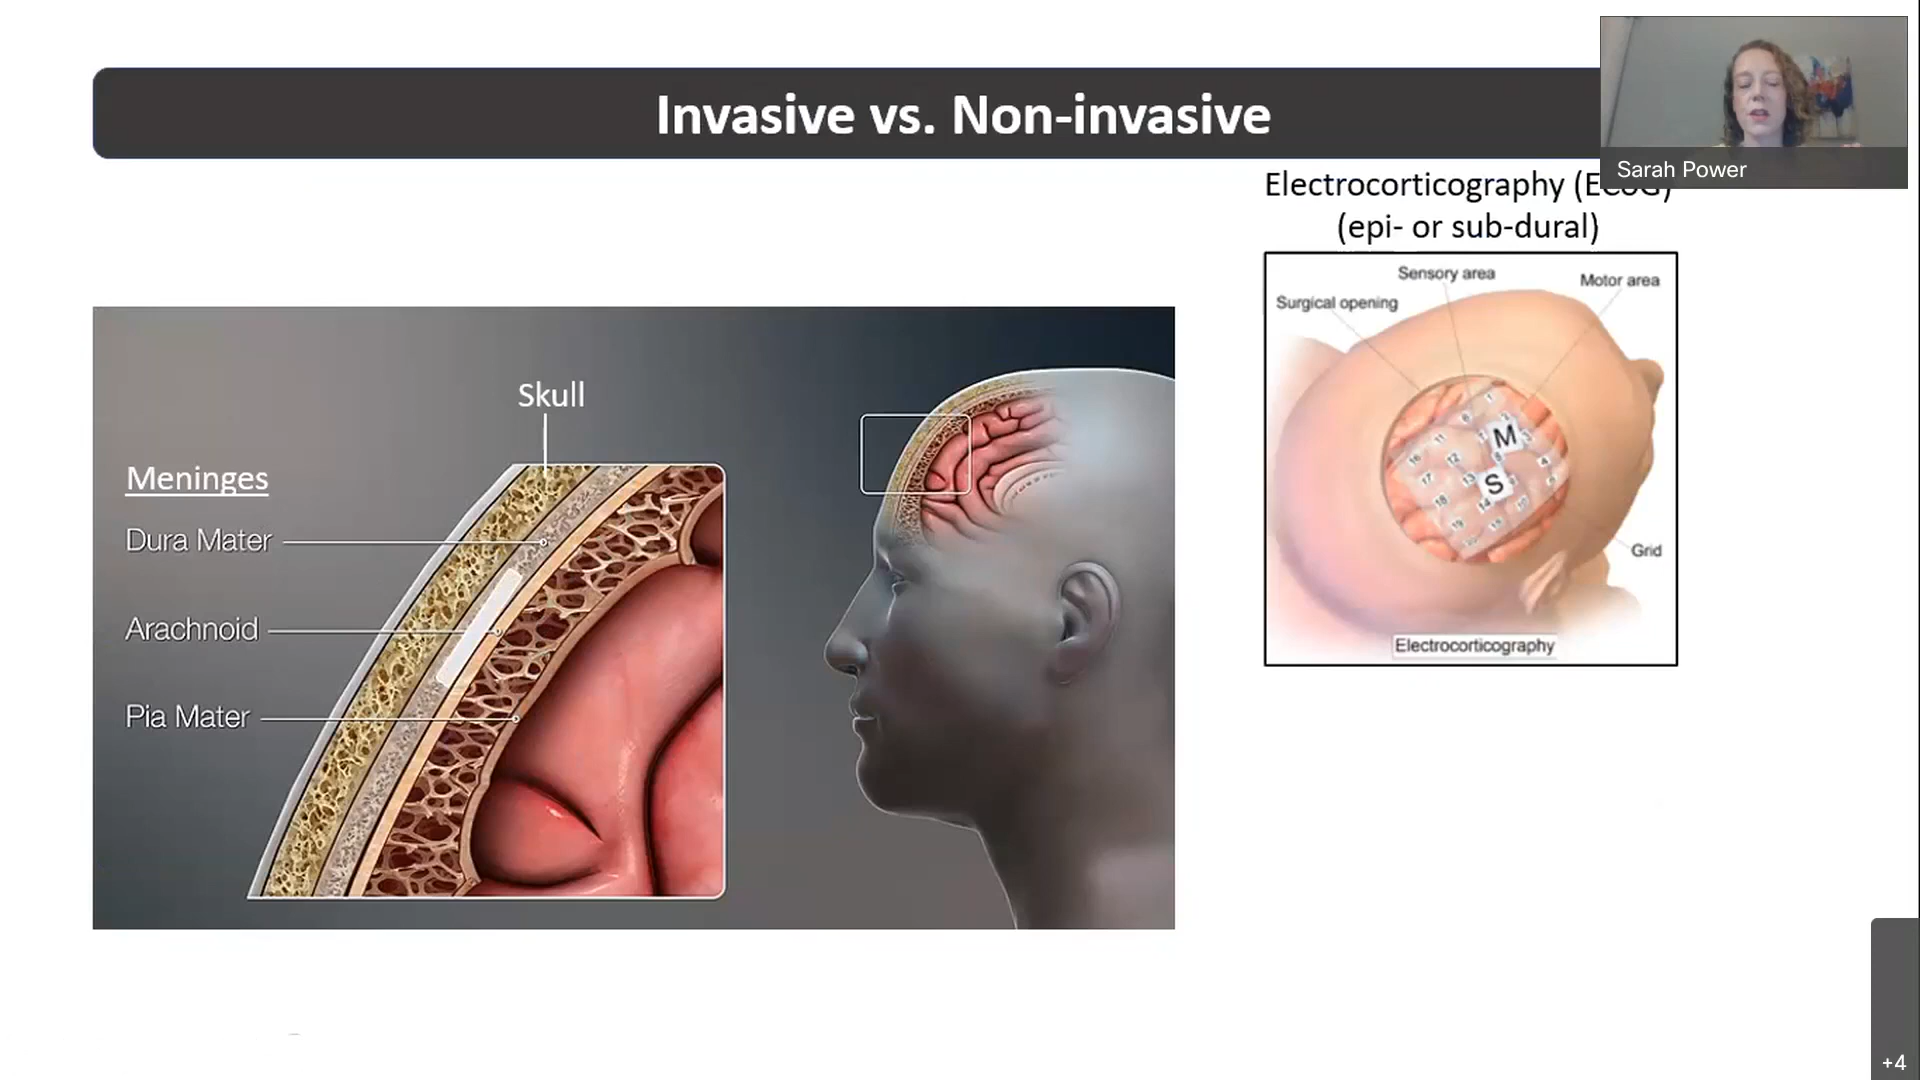 Invasive vs. Non-invasive
Sarah Power
Electrocorticography (ECoG)
(epi- or sub-dural)
Sensory area
Motor area
Surgical opening
M
S
Grid
Electrocorticography
Skull
Meninges
Dura Mater
Arachnoid
Pia Mater
+4